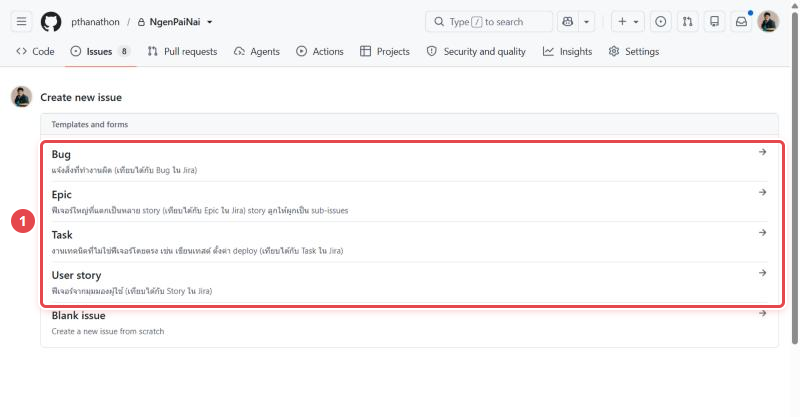 pthanathon / NgenPaiNai
Type / to search
Code
Issues 8
Pull requests
Agents
Actions
Projects
Security and quality
Insights
Settings
Create new issue
Templates and forms
Bug
แจ้งสิ่งที่ทำงานผิด (เทียบได้กับ Bug ใน Jira)
Epic
ฟีเจอร์ใหญ่ที่แตกเป็นหลาย story (เทียบได้กับ Epic ใน Jira) story ลูกให้ผูกเป็น sub-issues
1
Task
งานเทคนิคที่ไม่ใช่ฟีเจอร์โดยตรง เช่น เขียนเทสต์ ตั้งค่า deploy (เทียบได้กับ Task ใน Jira)
User story
ฟีเจอร์จากมุมมองผู้ใช้ (เทียบได้กับ Story ใน Jira)
Blank issue
Create a new issue from scratch